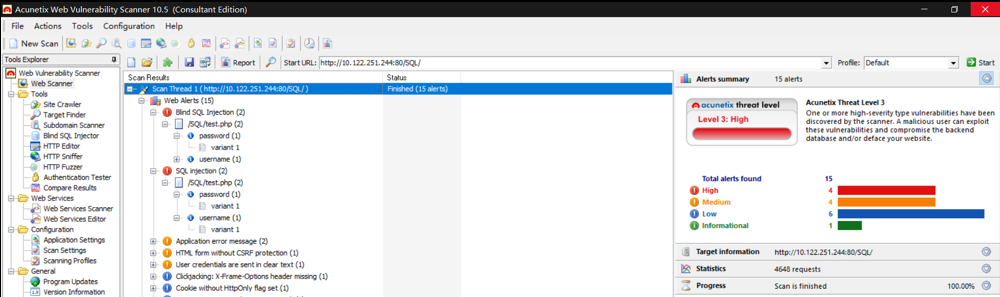 Acunetix Web Vulnerability Scanner 10.5 (Consultant Edition)
File Actions Tools Configuration Help
New Scan
Tools Explorer
Web Vulnerability Scanner
Web Scanner
Tools
Site Crawler
Target Finder
Subdomain Scanner
Blind SQL Injector
HTTP Editor
HTTP Sniffer
HTTP Fuzzer
Authentication Tester
Compare Results
Web Services
Web Services Scanner
Web Services Editor
Configuration
Application Settings
Scan Settings
Scanning Profiles
General
Program Updates
Version Information
Report Start URL: http://10.122.251.244:80/SQL/ Profile: Default Start
Scan Results Status
Scan Thread 1 ( http://10.122.251.244:80/SQL/ ) Finished (15 alerts)
Web Alerts (15)
Blind SQL Injection (2)
/SQL/test.php (2)
password (1)
variant 1
username (1)
SQL injection (2)
/SQL/test.php (2)
password (1)
variant 1
username (1)
variant 1
Application error message (2)
HTML form without CSRF protection (1)
User credentials are sent in clear text (1)
Clickjacking: X-Frame-Options header missing (1)
Cookie without HttpOnly flag set (1)
Alerts summary 15 alerts
acunetix threat level
Level 3: High
Acunetix Threat Level 3
One or more high-severity type vulnerabilities have been
discovered by the scanner. A malicious user can exploit
these vulnerabilities and compromise the backend
database and/or deface your website.
Total alerts found 15
High 4
Medium 4
Low 6
Informational 1
Target information http://10.122.251.244:80/SQL/
Statistics 4648 requests
Progress Scan is finished 100.00%